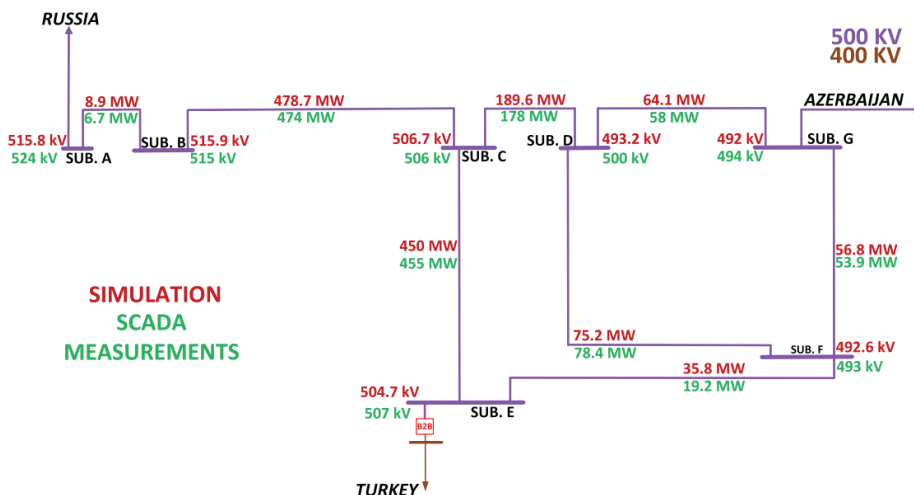 RUSSIA
500 KV
400 KV
8.9 MW
6.7 MW
478.7 MW
474 MW
189.6 MW
178 MW
64.1 MW
58 MW
AZERBAIJAN
515.8 kV
524 kV
SUB. A
SUB. B
515.9 kV
515 kV
506.7 kV
506 kV
SUB. C
SUB. D
493.2 kV
500 kV
492 kV
494 kV
SUB. G
450 MW
455 MW
56.8 MW
53.9 MW
SIMULATION
SCADA
MEASUREMENTS
75.2 MW
78.4 MW
SUB. F
492.6 kV
493 kV
35.8 MW
19.2 MW
504.7 kV
507 kV
SUB. E
B2B
TURKEY